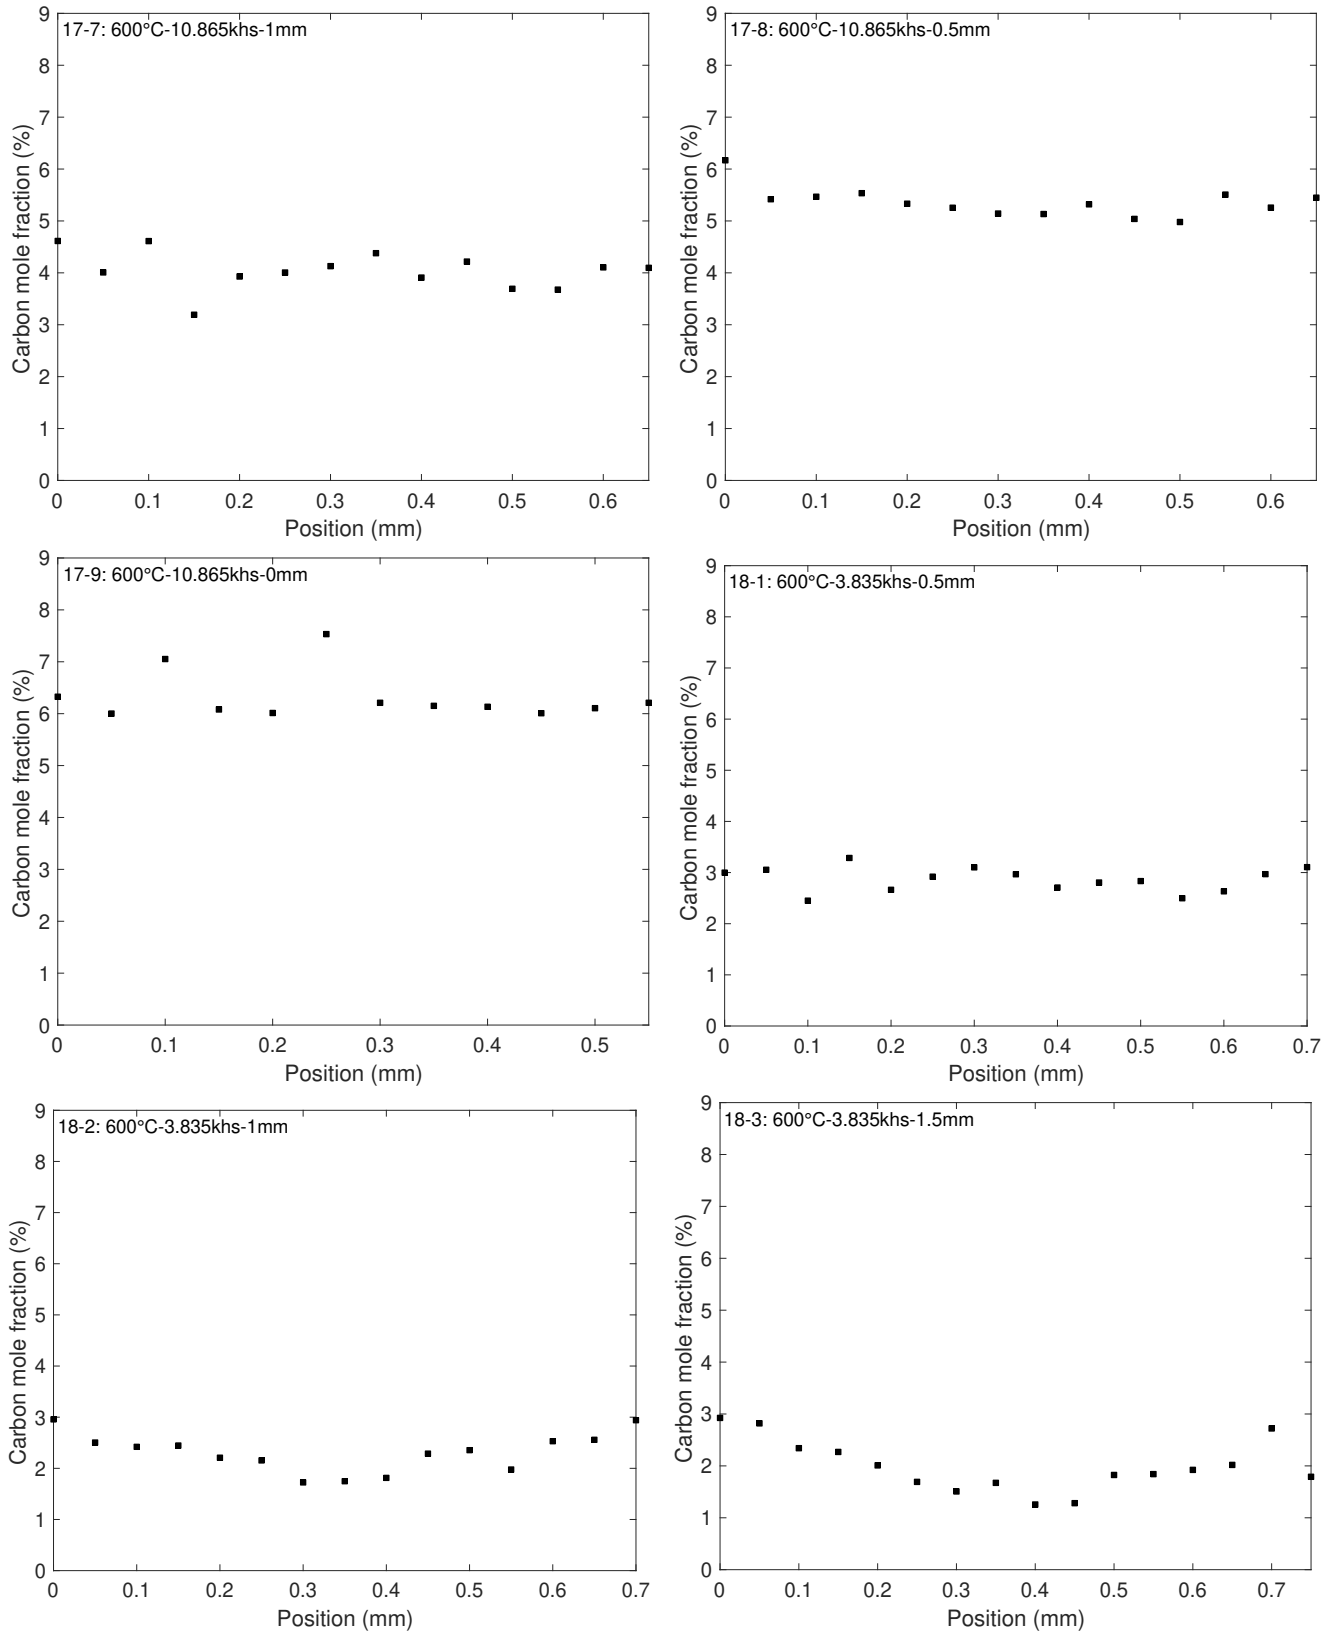 17-7: 600°C-10.865khs-1mm
Carbon mole fraction (%)
9
8
7
6
5
4
3
2
1
0
0 0.1 0.2 0.3 0.4 0.5 0.6
Position (mm)
17-8: 600°C-10.865khs-0.5mm
Carbon mole fraction (%)
9
8
7
6
5
4
3
2
1
0
0 0.1 0.2 0.3 0.4 0.5 0.6
Position (mm)
17-9: 600°C-10.865khs-0mm
Carbon mole fraction (%)
9
8
7
6
5
4
3
2
1
0
0 0.1 0.2 0.3 0.4 0.5
Position (mm)
18-1: 600°C-3.835khs-0.5mm
Carbon mole fraction (%)
9
8
7
6
5
4
3
2
1
0
0 0.1 0.2 0.3 0.4 0.5 0.6 0.7
Position (mm)
18-2: 600°C-3.835khs-1mm
Carbon mole fraction (%)
9
8
7
6
5
4
3
2
1
0
0 0.1 0.2 0.3 0.4 0.5 0.6 0.7
Position (mm)
18-3: 600°C-3.835khs-1.5mm
Carbon mole fraction (%)
9
8
7
6
5
4
3
2
1
0
0 0.1 0.2 0.3 0.4 0.5 0.6 0.7
Position (mm)